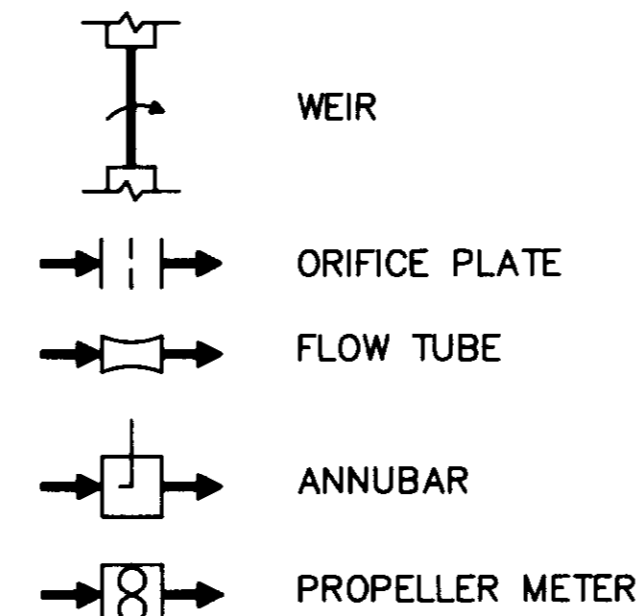 WEIR
ORIFICE PLATE
FLOW TUBE
ANNUBAR
PROPELLER METER